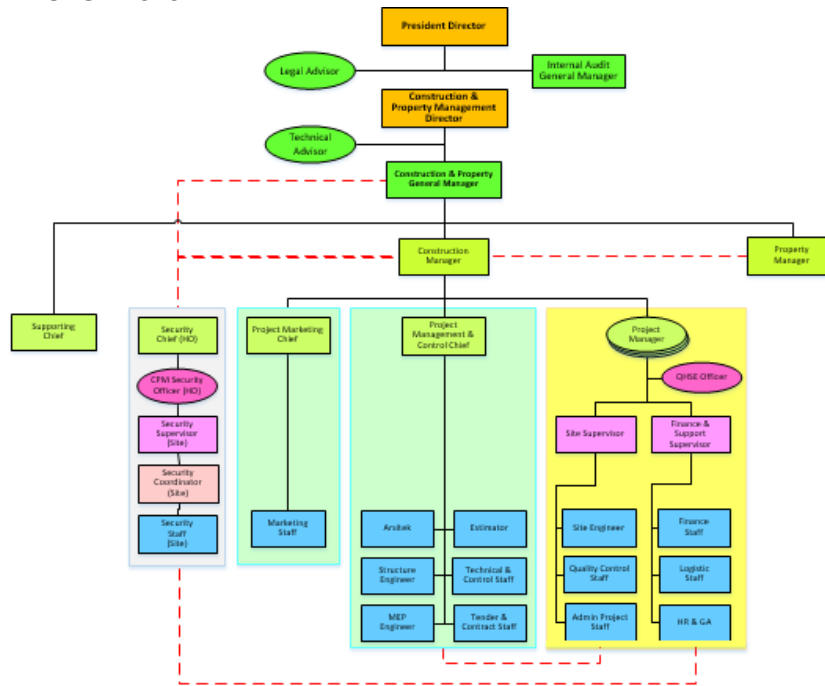 President Director
Legal Advisor
Internal Audit
General Manager
Construction &
Property Management
Director
Technical
Advisor
Construction & Property
General Manager
Construction
Manager
Property
Manager
Supporting
Chief
Security
Chief (HO)
Project Marketing
Chief
Project
Management &
Control Chief
Project
Manager
CPM Security
Officer (HO)
QHSE Officer
Security
Supervisor
(Site)
Site Supervisor
Finance &
Support
Supervisor
Security
Coordinator
(Site)
Security
Staff
(Site)
Marketing
Staff
Arsitek
Estimator
Site Engineer
Finance
Staff
Structure
Engineer
Technical &
Control Staff
Quality Control
Staff
Logistic
Staff
MEP
Engineer
Tender &
Contract Staff
Admin Project
Staff
HR & GA